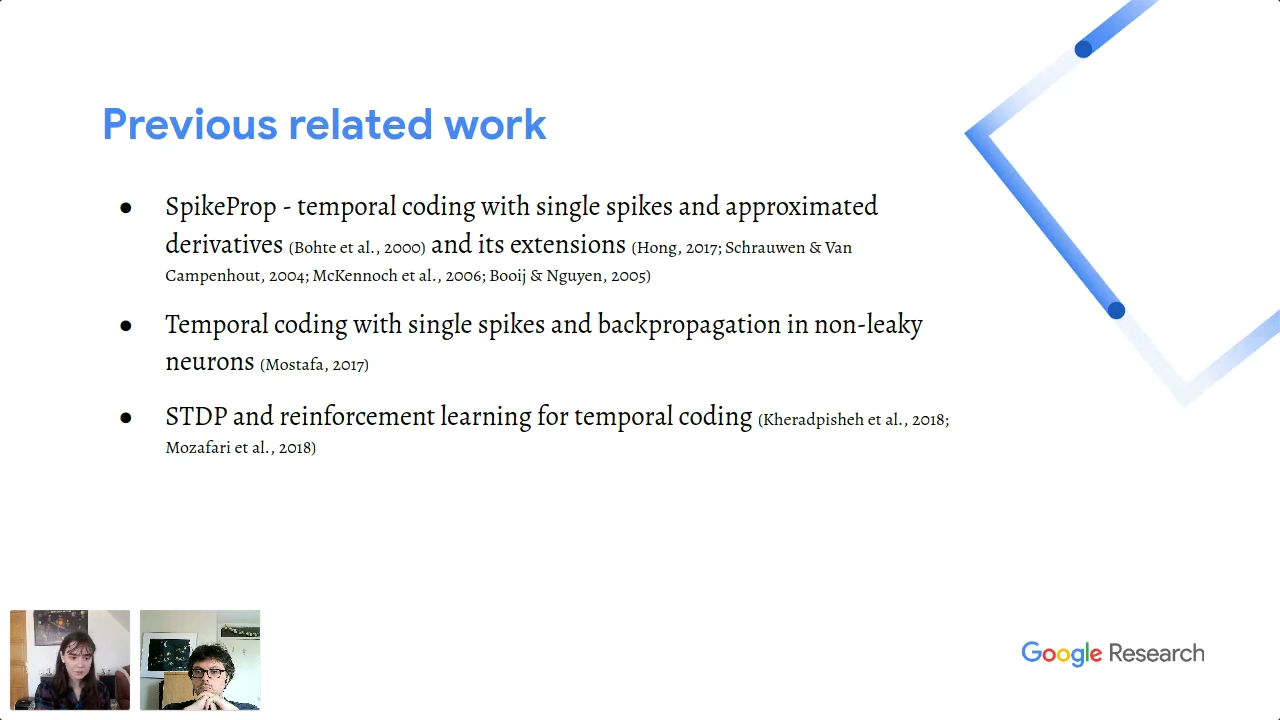 Previous related work
● SpikeProp - temporal coding with single spikes and approximated
derivatives (Bohte et al., 2000) and its extensions (Hong, 2017; Schrauwen & Van
Campenhout, 2004; McKennoch et al., 2006; Booij & Nguyen, 2005)
● Temporal coding with single spikes and backpropagation in non-leaky
neurons (Mostafa, 2017)
● STDP and reinforcement learning for temporal coding (Kheradpisheh et al., 2018;
Mozafari et al., 2018)
Google Research